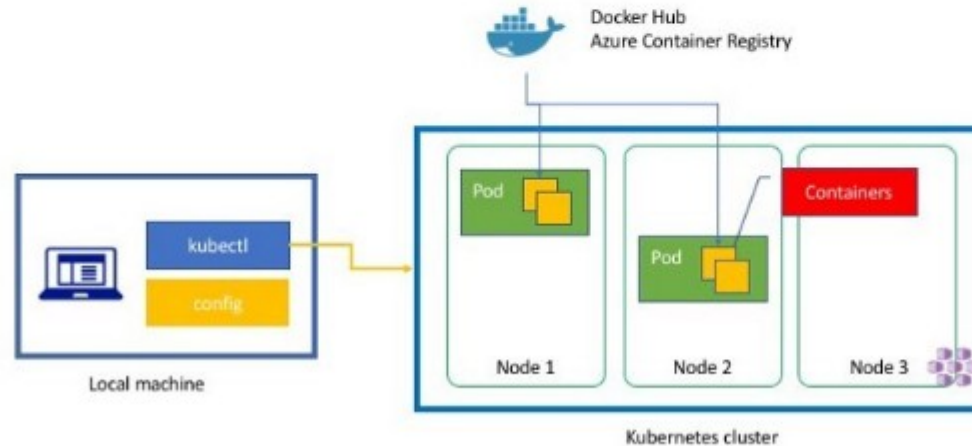 Docker Hub
Azure Container Registry
Pod
Containers
kubectl
Pod
config
Node 1
Node 2
Node 3
Local machine
Kubernetes cluster